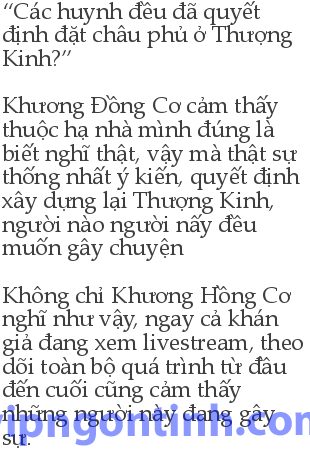 “Các huynh đều đã quyết
định đặt châu phủ ở Thượng
Kinh?”
Khương Đồng Cơ cảm thấy
thuộc hạ nhà mình đúng là
biết nghĩ thật, vậy mà thật sự
thống nhất ý kiến, quyết định
xây dựng lại Thượng Kinh,
người nào người nấy đều
muốn gây chuyện
Không chỉ Khương Hồng Cơ
nghĩ như vậy, ngay cả khán
giả đang xem livestream, theo
dõi toàn bộ quá trình từ đầu
đến cuối cũng cảm thấy
những người này đang gây
sự.
vipngontinh.com